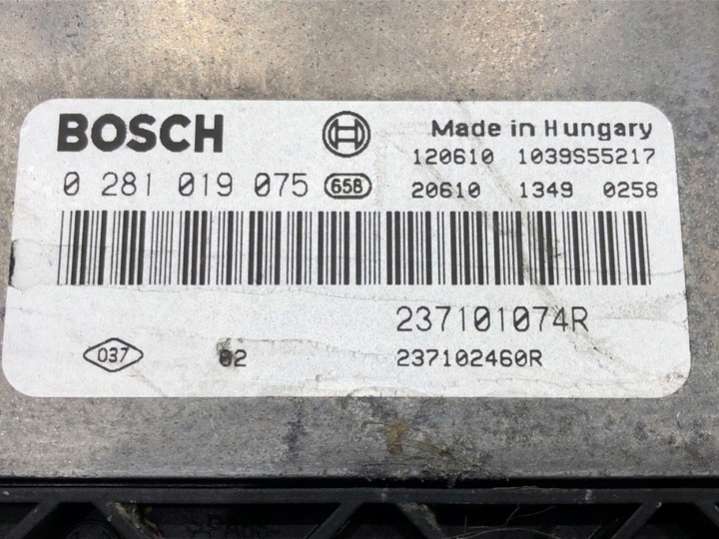 BOSCH Made in Hungary
120610 1039S55217
0 281 019 075 658 20610 1349 0258
237101074R
037 02 237102460R